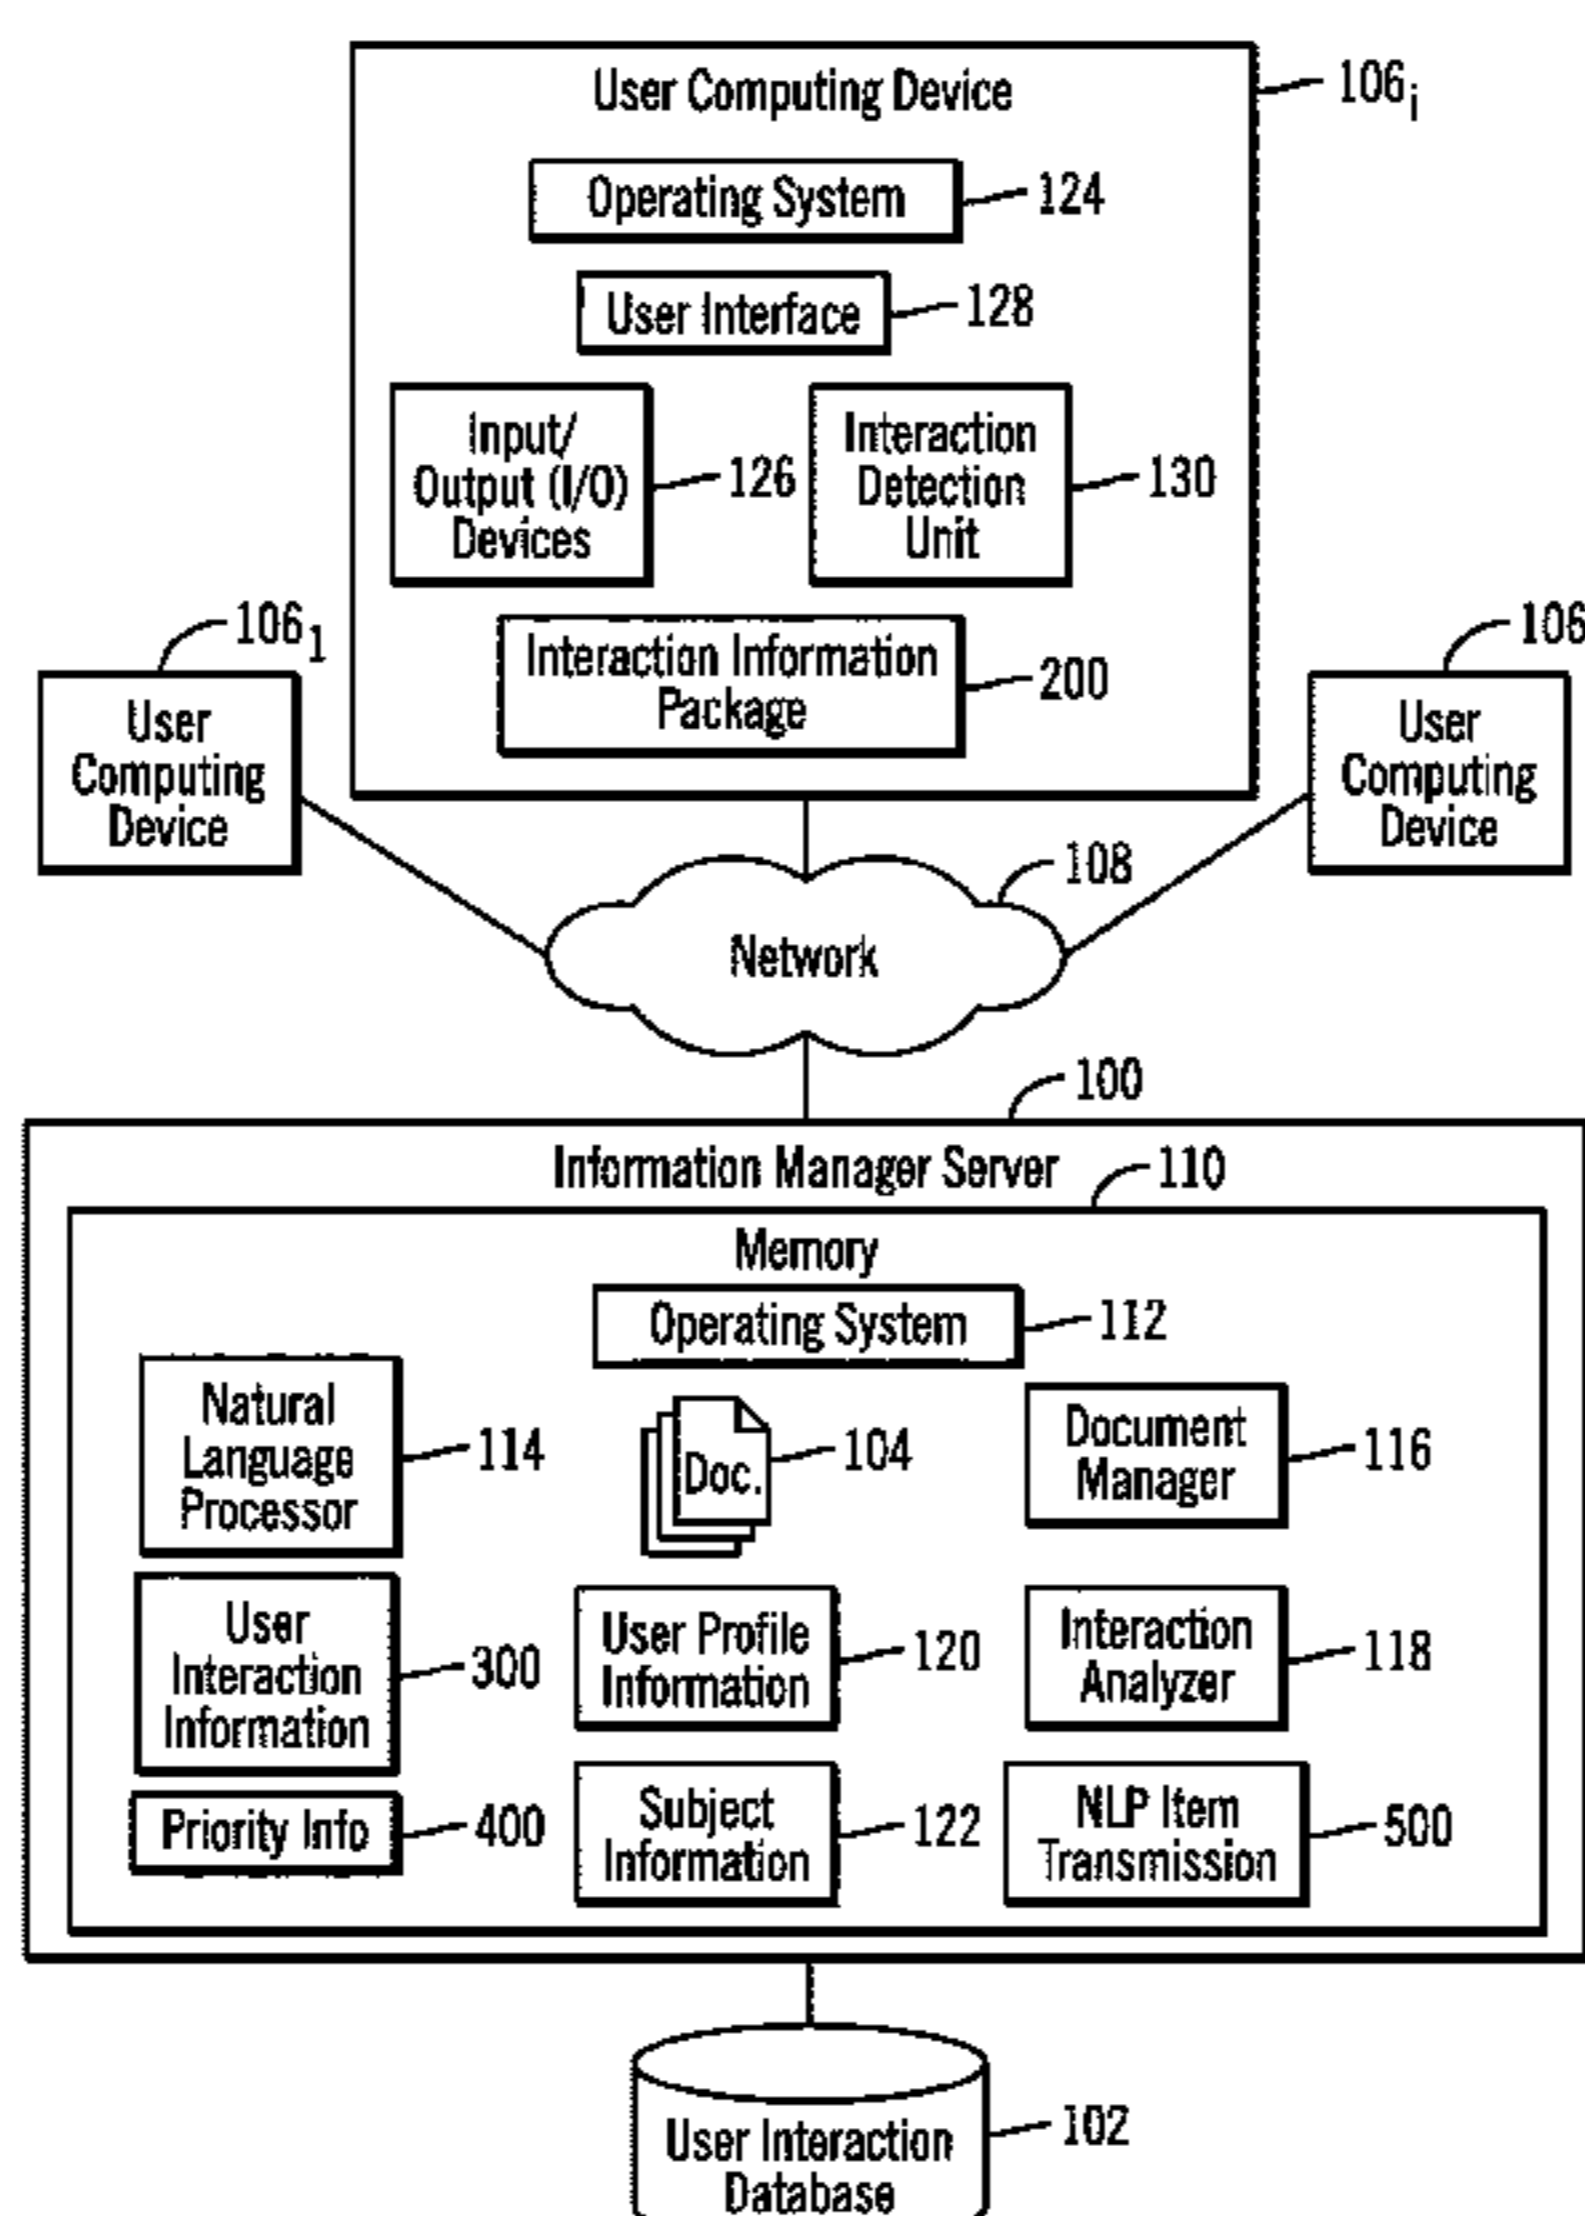 User Computing Device
106i
Operating System
124
User Interface
128
Input/
Output (I/O)
Devices
126
Interaction
Detection
Unit
130
Interaction Information
Package
200
1061
User
Computing
Device
106
User
Computing
Device
108
Network
100
Information Manager Server
110
Memory
Operating System
112
Natural
Language
Processor
114
Doc.
104
Document
Manager
116
User
Interaction
Information
300
User Profile
Information
120
Interaction
Analyzer
118
Priority Info
400
Subject
Information
122
NLP Item
Transmission
500
User Interaction
Database
102